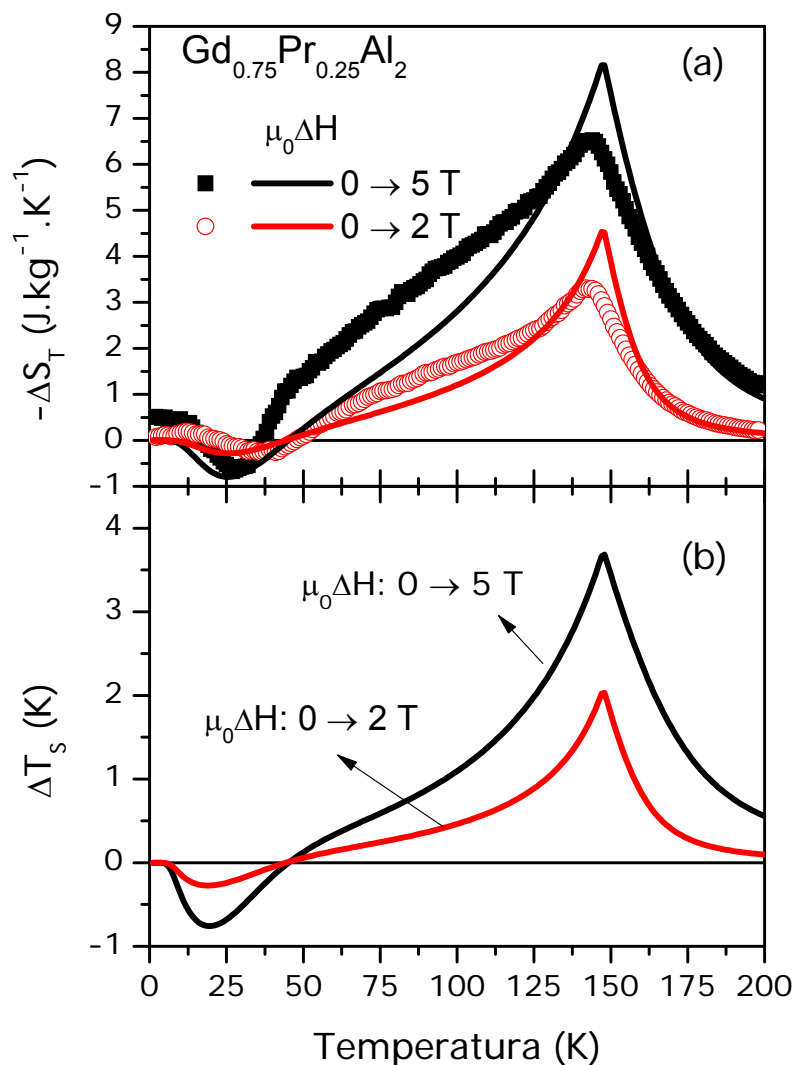 Gd0.75Pr0.25Al2
(a)
μ0ΔH
0 → 5 T
0 → 2 T
-ΔST (J.kg-1.K-1)
9
8
7
6
5
4
3
2
1
0
-1
(b)
μ0ΔH: 0 → 5 T
μ0ΔH: 0 → 2 T
ΔTS (K)
4
3
2
1
0
-1
0 25 50 75 100 125 150 175 200
Temperatura (K)